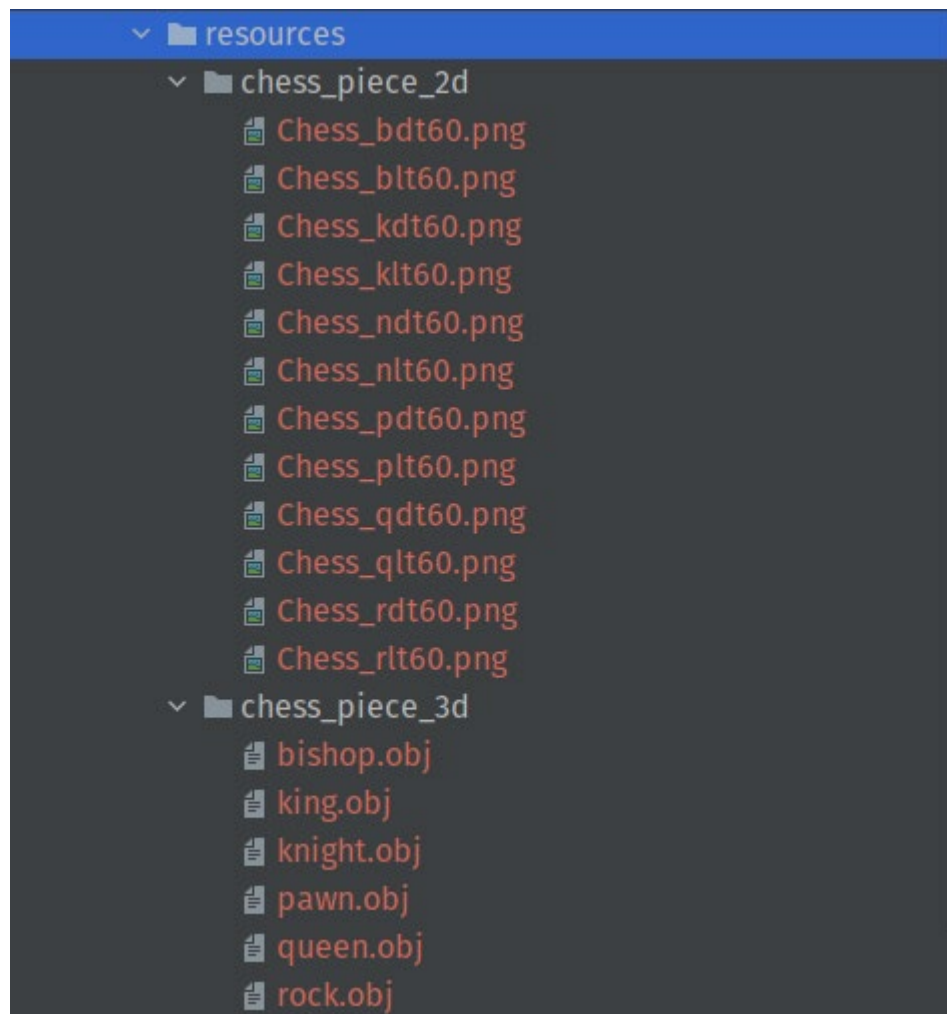 resources
chess_piece_2d
Chess_bdt60.png
Chess_blt60.png
Chess_kdt60.png
Chess_klt60.png
Chess_ndt60.png
Chess_nlt60.png
Chess_pdt60.png
Chess_plt60.png
Chess_qdt60.png
Chess_qlt60.png
Chess_rdt60.png
Chess_rlt60.png
chess_piece_3d
bishop.obj
king.obj
knight.obj
pawn.obj
queen.obj
rock.obj